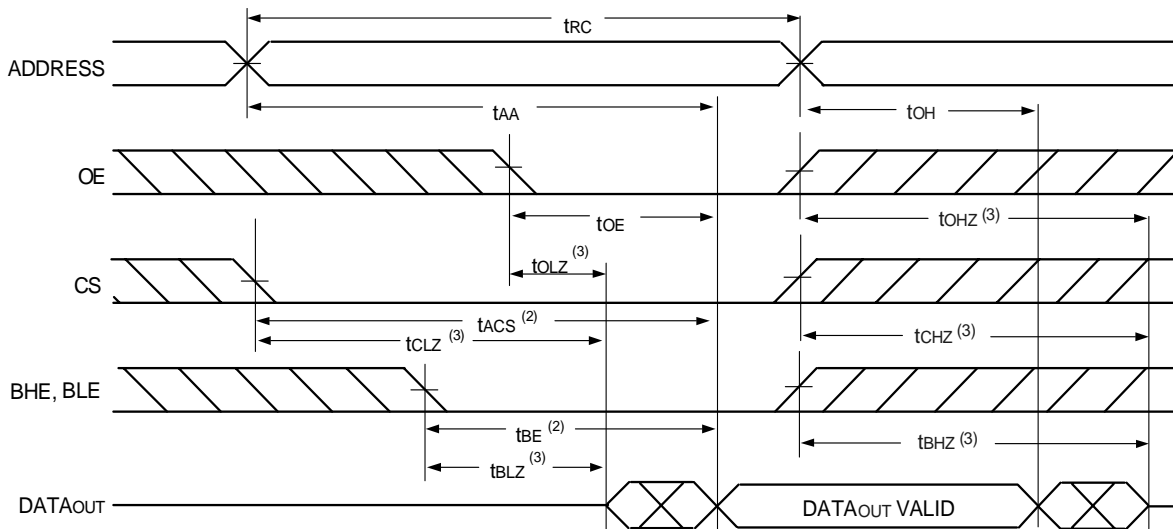 tRC
ADDRESS
tAA
tOH
OE
tOE
tOHZ (3)
tOLZ (3)
CS
tACS (2)
tCLZ (3)
tCHZ (3)
BHE, BLE
tBE (2)
tBHZ (3)
tBLZ (3)
DATAOUT
DATAOUT VALID